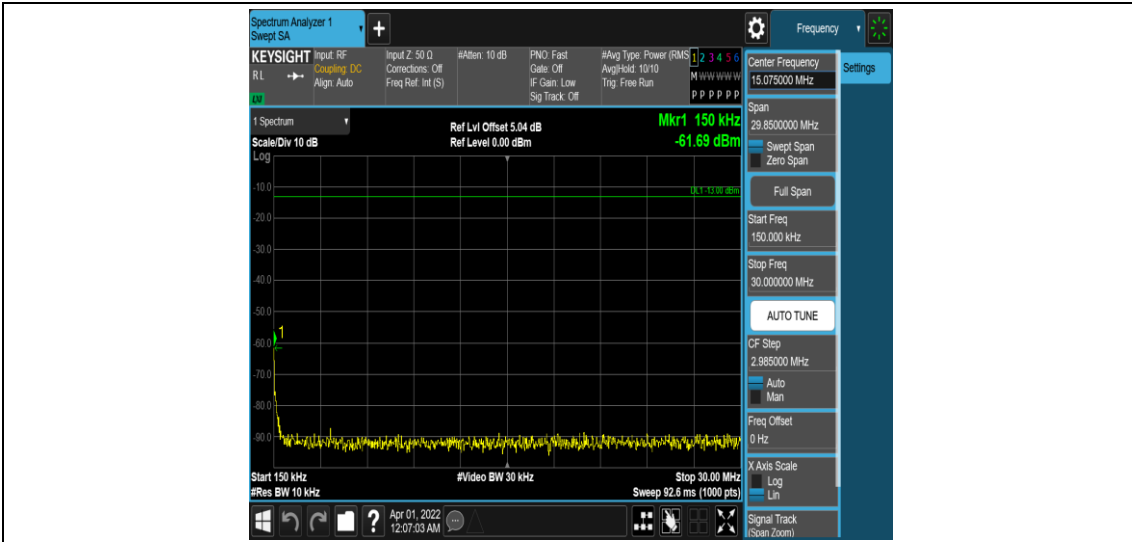 Spectrum Analyzer 1
Swept SA
+
Frequency
KEYSIGHT
R L
LNI
Input: RF
Coupling: DC
Align: Auto
Input Z: 50 Ω
Corrections: Off
Freq Ref: Int (S)
#Atten: 10 dB
PNO: Fast
Gate: Off
IF Gain: Low
Sig Track: Off
#Avg Type: Power (RMS
Avg|Hold: 10/10
Trig: Free Run
1 2 3 4 5 6
M W W W W W
P P P P P P
1 Spectrum
Scale/Div 10 dB
Log
Ref Lvl Offset 5.04 dB
Ref Level 0.00 dBm
Mkr1 150 kHz
-61.69 dBm
DL1 -13.00 dBm
-10.0
-20.0
-30.0
-40.0
-50.0
-60.0
-70.0
-80.0
-90.0
1
Start 150 kHz
#Res BW 10 kHz
#Video BW 30 kHz
Stop 30.00 MHz
Sweep 92.6 ms (1000 pts)
Center Frequency
15.075000 MHz
Settings
Span
29.8500000 MHz
Swept Span
Zero Span
Full Span
Start Freq
150.000 kHz
Stop Freq
30.000000 MHz
AUTO TUNE
CF Step
2.985000 MHz
Auto
Man
Freq Offset
0 Hz
X Axis Scale
Log
Lin
Signal Track
(Span Zoom)
?
Apr 01, 2022
12:07:03 AM